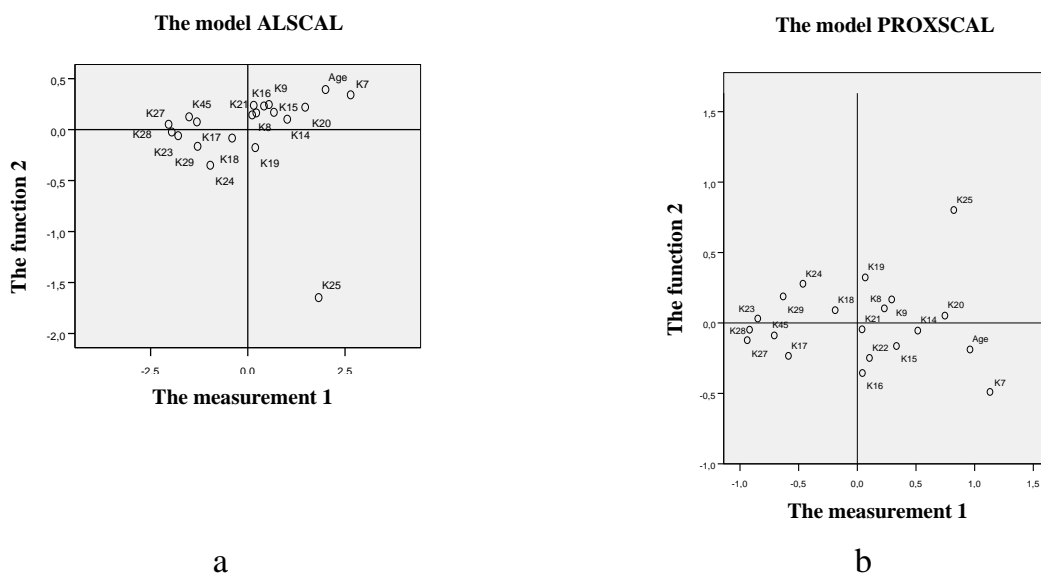 The model ALSCAL
The function 2
0,5
0,0
-0,5
-1,0
-1,5
-2,0
Age
K7
K9
K16
K21
K45
K15
K27
K20
K8
K14
K28
K17
K23
K18
K19
K29
K24
K25
-2.5
0.0
2.5
The measurement 1
a
The model PROXSCAL
The function 2
1,5
1,0
0,5
0,0
-0,5
-1,0
K25
K19
K24
K8
K20
K23
K29
K18
K9
K21
K14
K28
K45
Age
K27
K17
K22
K15
K16
K7
-1,0
-0,5
0,0
0,5
1,0
1,5
The measurement 1
b